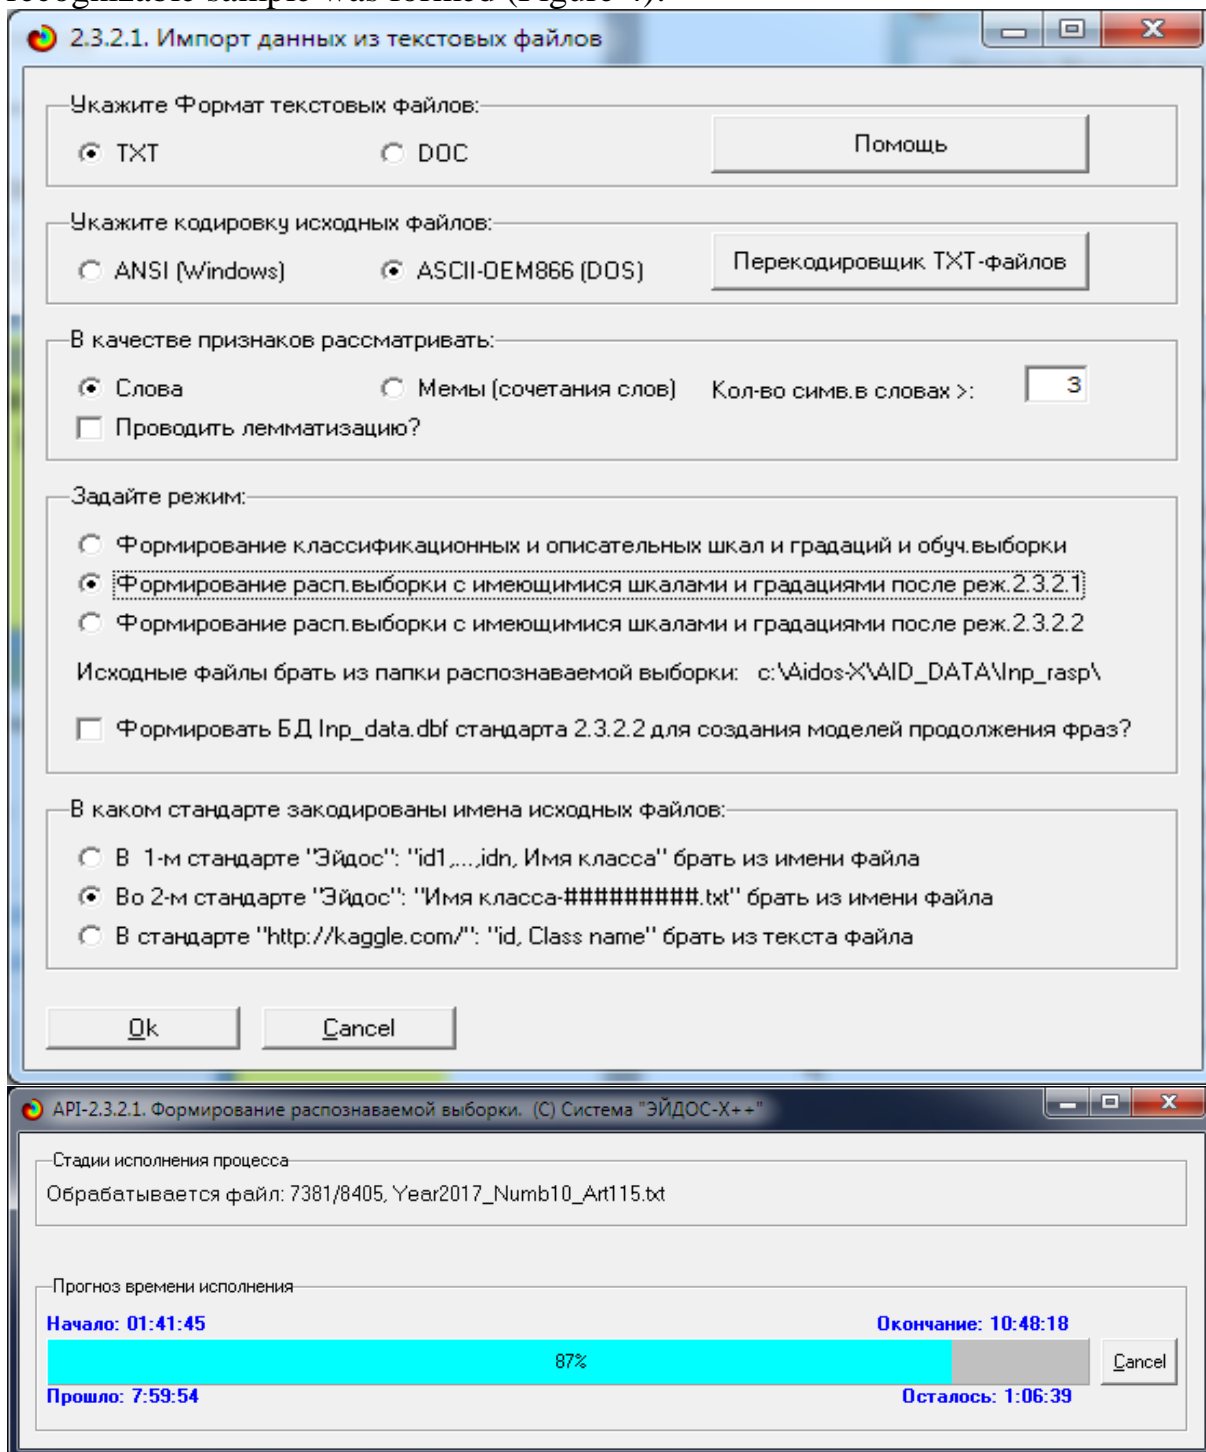 recognizable sample was formed (Figure 4):
2.3.2.1. Импорт данных из текстовых файлов
Укажите Формат текстовых файлов:
TXT DOC Помощь
Укажите кодировку исходных файлов:
ANSI (Windows) ASCII-OEM866 (DOS) Перекодировщик TXT-файлов
В качестве признаков рассматривать:
Слова Мемы (сочетания слов) Кол-во симв.в словах >: 3
Проводить лемматизацию?
Задайте режим:
Формирование классификационных и описательных шкал и градаций и обуч.выборки
Формирование расп.выборки с имеющимися шкалами и градациями после реж.2.3.2.1
Формирование расп.выборки с имеющимися шкалами и градациями после реж.2.3.2.2
Исходные файлы брать из папки распознаваемой выборки: c:\Aidos-X\AID_DATA\Inp_rasp\
Формировать БД Inp_data.dbf стандарта 2.3.2.2 для создания моделей продолжения фраз?
В каком стандарте закодированы имена исходных файлов:
В 1-м стандарте "Эйдос": "id1,...,idn, Имя класса" брать из имени файла
Во 2-м стандарте "Эйдос": "Имя класса-#########.txt" брать из имени файла
В стандарте "http://kaggle.com/": "id, Class name" брать из текста файла
Ok Cancel
API-2.3.2.1. Формирование распознаваемой выборки. (C) Система "ЭЙДОС-X++"
Стадии исполнения процесса
Обрабатывается файл: 7381/8405, Year2017_Numb10_Art115.txt
Прогноз времени исполнения
Начало: 01:41:45 Окончание: 10:48:18
87% Cancel
Прошло: 7:59:54 Осталось: 1:06:39